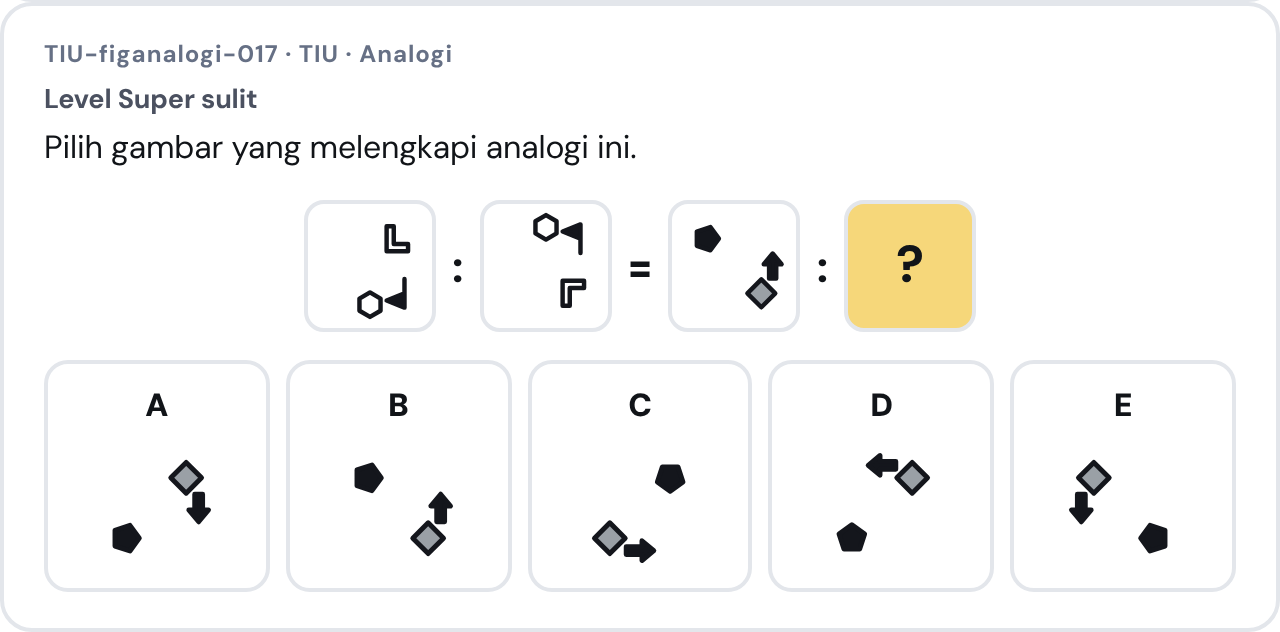 TIU-figanalogi-017 · TIU · Analogi
Level Super sulit
Pilih gambar yang melengkapi analogi ini.
: = : ?
A B C D E